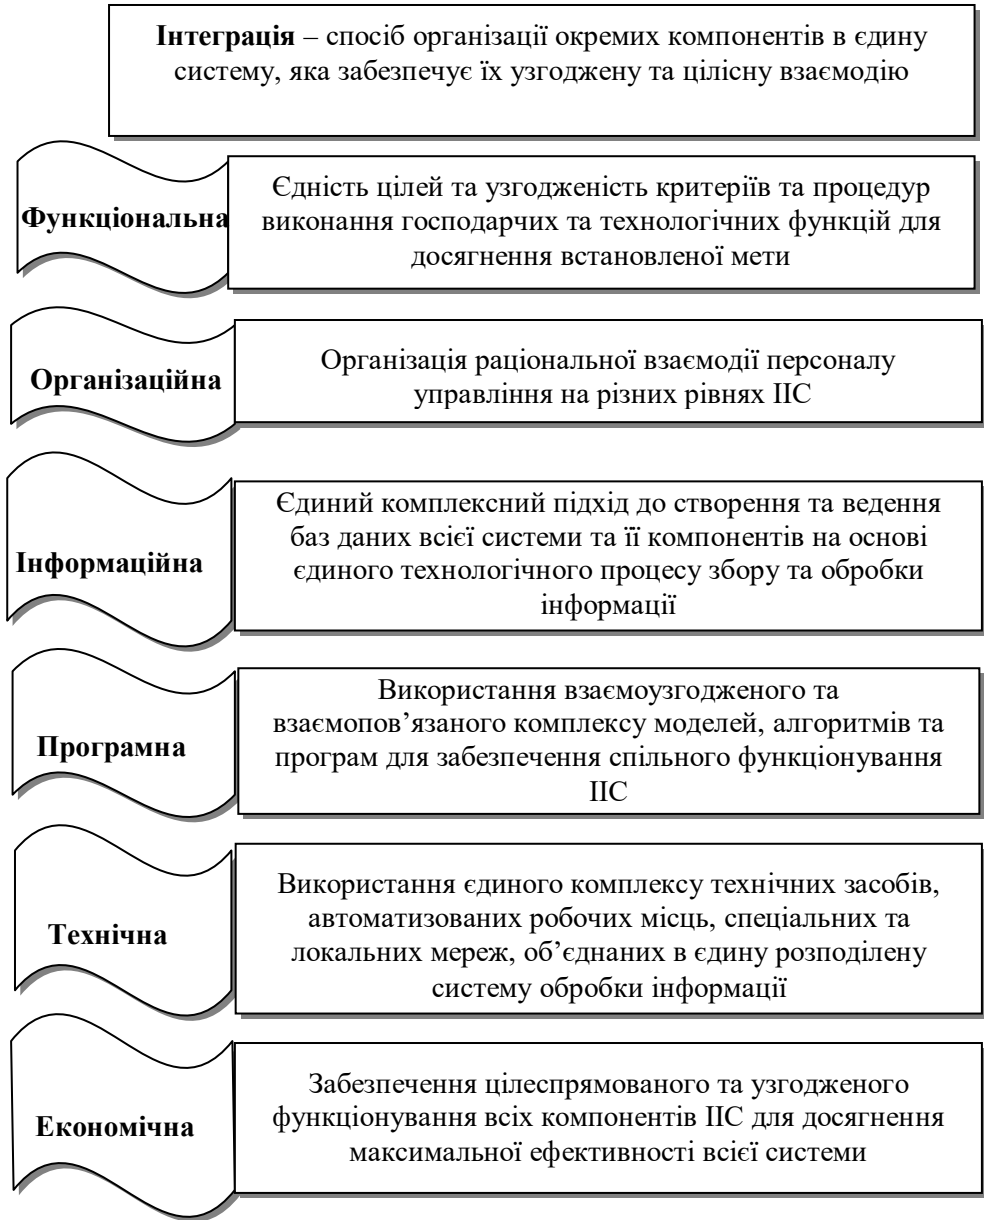 Інтеграція – спосіб організації окремих компонентів в єдину
систему, яка забезпечує їх узгоджену та цілісну взаємодію
Функціональна
Єдність цілей та узгодженість критеріїв та процедур
виконання господарчих та технологічних функцій для
досягнення встановленої мети
Організаційна
Організація раціональної взаємодії персоналу
управління на різних рівнях ІІС
Інформаційна
Єдиний комплексний підхід до створення та ведення
баз даних всієї системи та її компонентів на основі
єдиного технологічного процесу збору та обробки
інформації
Програмна
Використання взаємоузгодженого та
взаємопов’язаного комплексу моделей, алгоритмів та
програм для забезпечення спільного функціонування
ІІС
Технічна
Використання єдиного комплексу технічних засобів,
автоматизованих робочих місць, спеціальних та
локальних мереж, об’єднаних в єдину розподілену
систему обробки інформації
Економічна
Забезпечення цілеспрямованого та узгодженого
функціонування всіх компонентів ІІС для досягнення
максимальної ефективності всієї системи